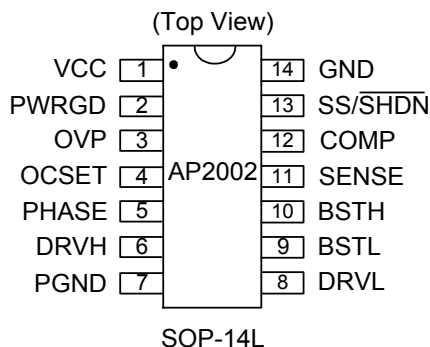 (Top View)
VCC 1 14 GND
PWRGD 2 13 SS/SHDN
OVP 3 12 COMP
OCSET 4 AP2002 11 SENSE
PHASE 5 10 BSTH
DRVH 6 9 BSTL
PGND 7 8 DRVL
SOP-14L